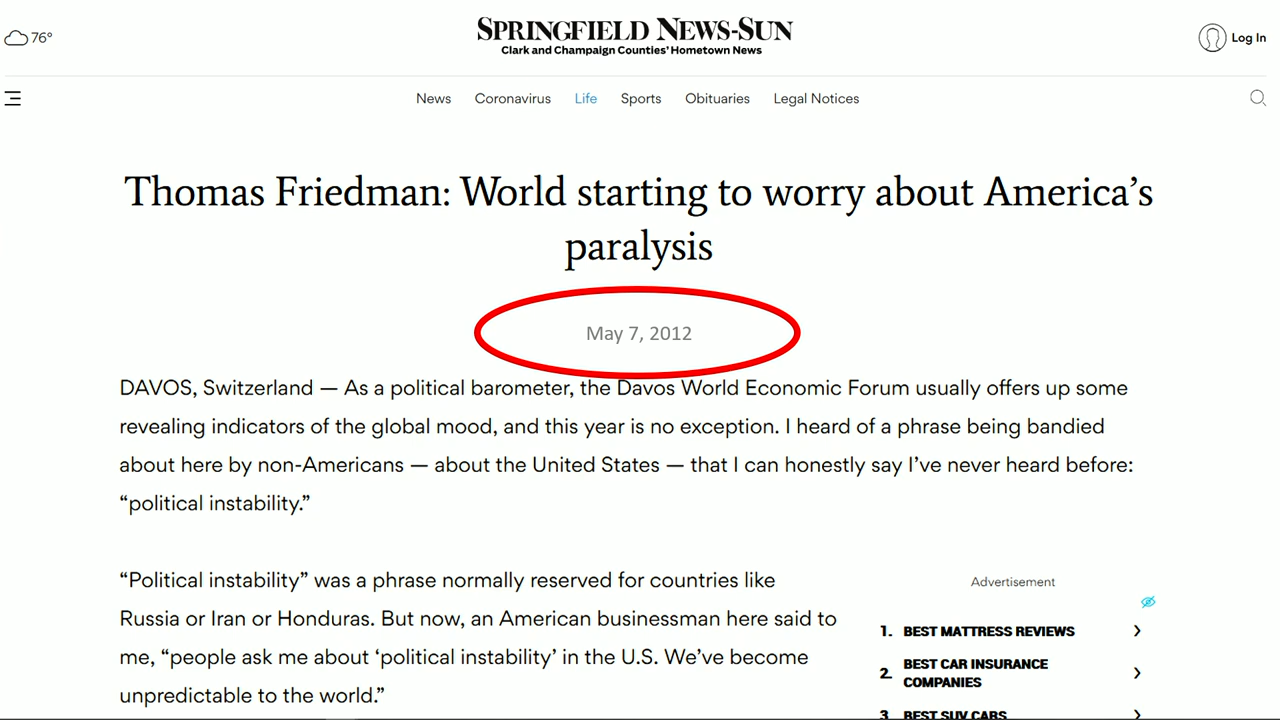 76°
SPRINGFIELD NEWS-SUN
Clark and Champaign Counties' Hometown News
Log In
News Coronavirus Life Sports Obituaries Legal Notices
Thomas Friedman: World starting to worry about America’s
paralysis
May 7, 2012
DAVOS, Switzerland — As a political barometer, the Davos World Economic Forum usually offers up some
revealing indicators of the global mood, and this year is no exception. I heard of a phrase being bandied
about here by non-Americans — about the United States — that I can honestly say I’ve never heard before:
“political instability.”
“Political instability” was a phrase normally reserved for countries like
Russia or Iran or Honduras. But now, an American businessman here said to
me, “people ask me about ‘political instability’ in the U.S. We’ve become
unpredictable to the world.”
Advertisement
1. BEST MATTRESS REVIEWS
2. BEST CAR INSURANCE
COMPANIES
3. BEST SUV CARS